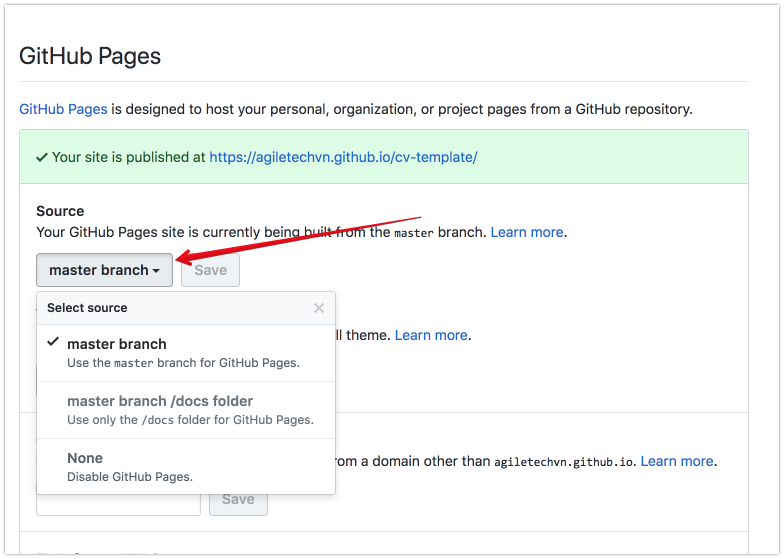 GitHub Pages
GitHub Pages is designed to host your personal, organization, or project pages from a GitHub repository.
Your site is published at https://agiletechvn.github.io/cv-template/
Source
Your GitHub Pages site is currently being built from the master branch. Learn more.
master branch Save
Select source
ll theme. Learn more.
master branch
Use the master branch for GitHub Pages.
master branch /docs folder
Use only the /docs folder for GitHub Pages.
None
rom a domain other than agiletechvn.github.io. Learn more.
Disable GitHub Pages.
Save